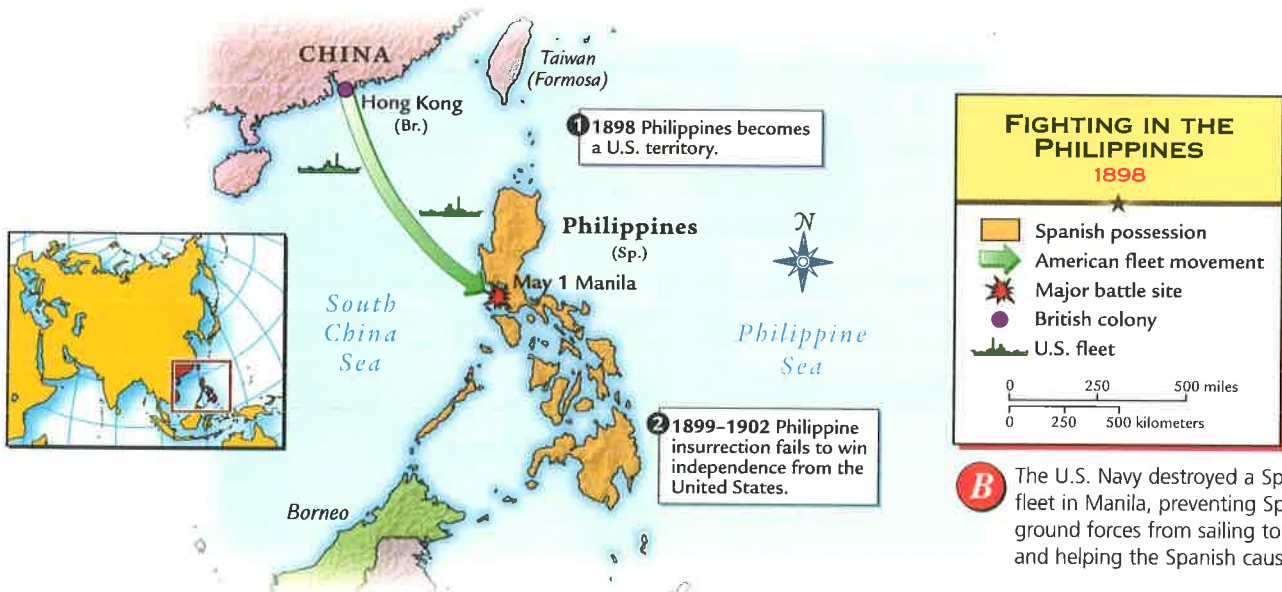 CHINA
Hong Kong
(Br.)
Taiwan
(Formosa)
❶ 1898 Philippines becomes
a U.S. territory.
Philippines
(Sp.)
N
May 1 Manila
South
China
Sea
Philippine
Sea
❷ 1899–1902 Philippine
insurrection fails to win
independence from the
United States.
Borneo
FIGHTING IN THE
PHILIPPINES
1898
Spanish possession
American fleet movement
Major battle site
British colony
U.S. fleet
0 250 500 miles
0 250 500 kilometers
B The U.S. Navy destroyed a Sp
fleet in Manila, preventing Sp
ground forces from sailing to
and helping the Spanish caus